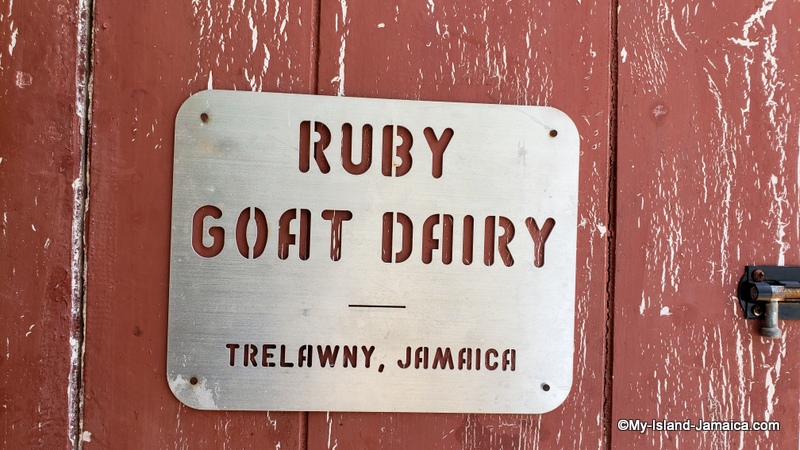 RUBY
GOAT DAIRY
TRELAWNY, JAMAICA
©My-Island-Jamaica.com